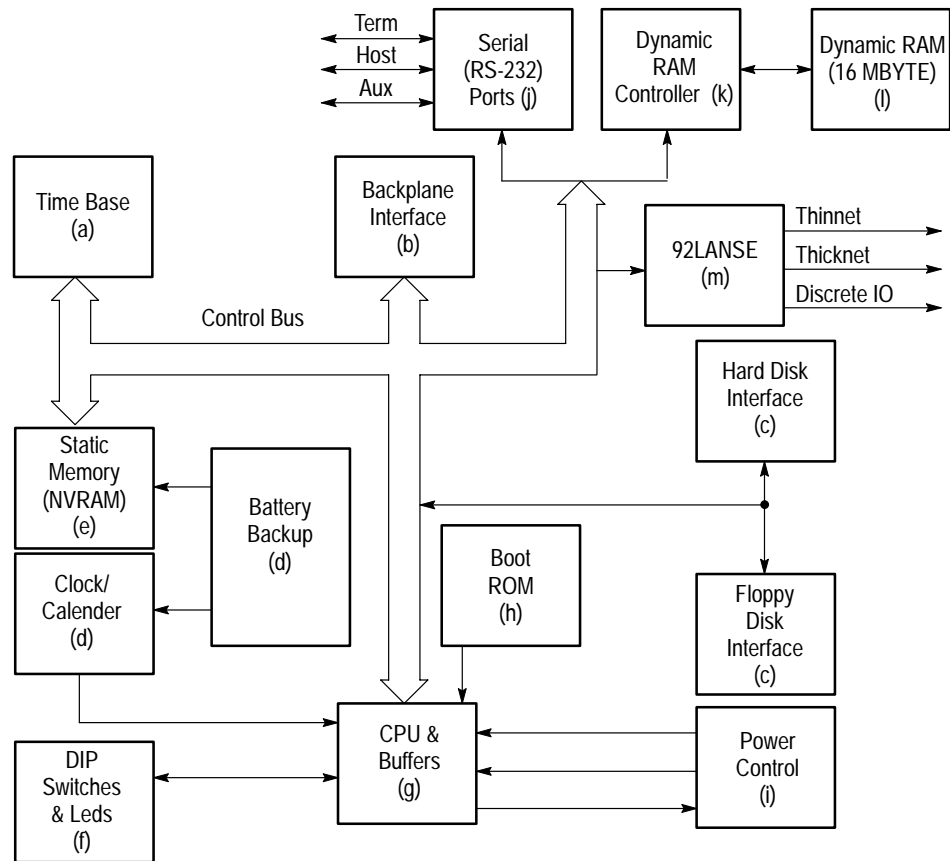 Term
Host
Aux
Serial
(RS-232)
Ports (j)
Dynamic
RAM
Controller (k)
Dynamic RAM
(16 MBYTE)
(l)
Time Base
(a)
Backplane
Interface
(b)
92LANSE
(m)
Thinnet
Thicknet
Discrete IO
Control Bus
Hard Disk
Interface
(c)
Static
Memory
(NVRAM)
(e)
Battery
Backup
(d)
Clock/
Calender
(d)
Boot
ROM
(h)
Floppy
Disk
Interface
(c)
CPU &
Buffers
(g)
Power
Control
(i)
DIP
Switches
& Leds
(f)